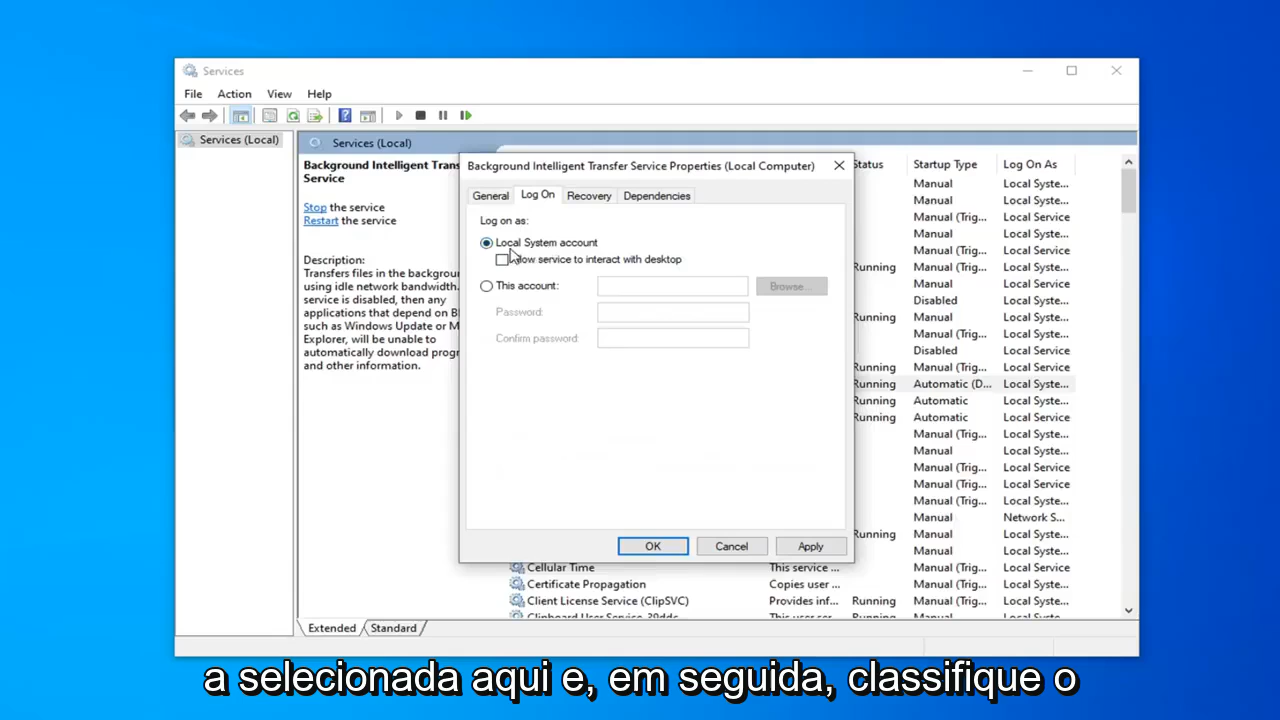 Services
File Action View Help
Services (Local)
Services (Local)
Background Intelligent Trans
Service
Stop the service
Restart the service
Description:
Transfers files in the backgroun
using idle network bandwidth.
service is disabled, then any
applications that depend on B
such as Windows Update or M
Explorer, will be unable to
automatically download progr
and other information.
Background Intelligent Transfer Service Properties (Local Computer)
General Log On Recovery Dependencies
Log on as:
Local System account
low service to interact with desktop
This account:
Browse...
Password:
Confirm password:
OK Cancel Apply
Status Startup Type Log On As
Manual Local Syste...
Manual Local Syste...
Manual (Trig... Local Service
Manual Local Syste...
Manual (Trig... Local Syste...
Running Manual (Trig... Local Syste...
Manual Local Syste...
Disabled Local Syste...
Running Manual Local Syste...
Manual (Trig... Local Syste...
Disabled Local Service
Running Manual (Trig... Local Service
Running Automatic (D... Local Syste...
Running Automatic Local Syste...
Running Automatic Local Service
Manual (Trig... Local Syste...
Manual Local Syste...
Manual (Trig... Local Service
Manual (Trig... Local Syste...
Manual (Trig... Local Syste...
Manual Network S...
Running Manual (Trig... Local Syste...
Manual Local Syste...
Cellular Time This service ... Manual (Trig... Local Service
Certificate Propagation Copies user ... Manual (Trig... Local Syste...
Client License Service (ClipSVC) Provides inf... Running Manual (Trig... Local Syste...
Extended Standard
a selecionada aqui e, em seguida, classifique o